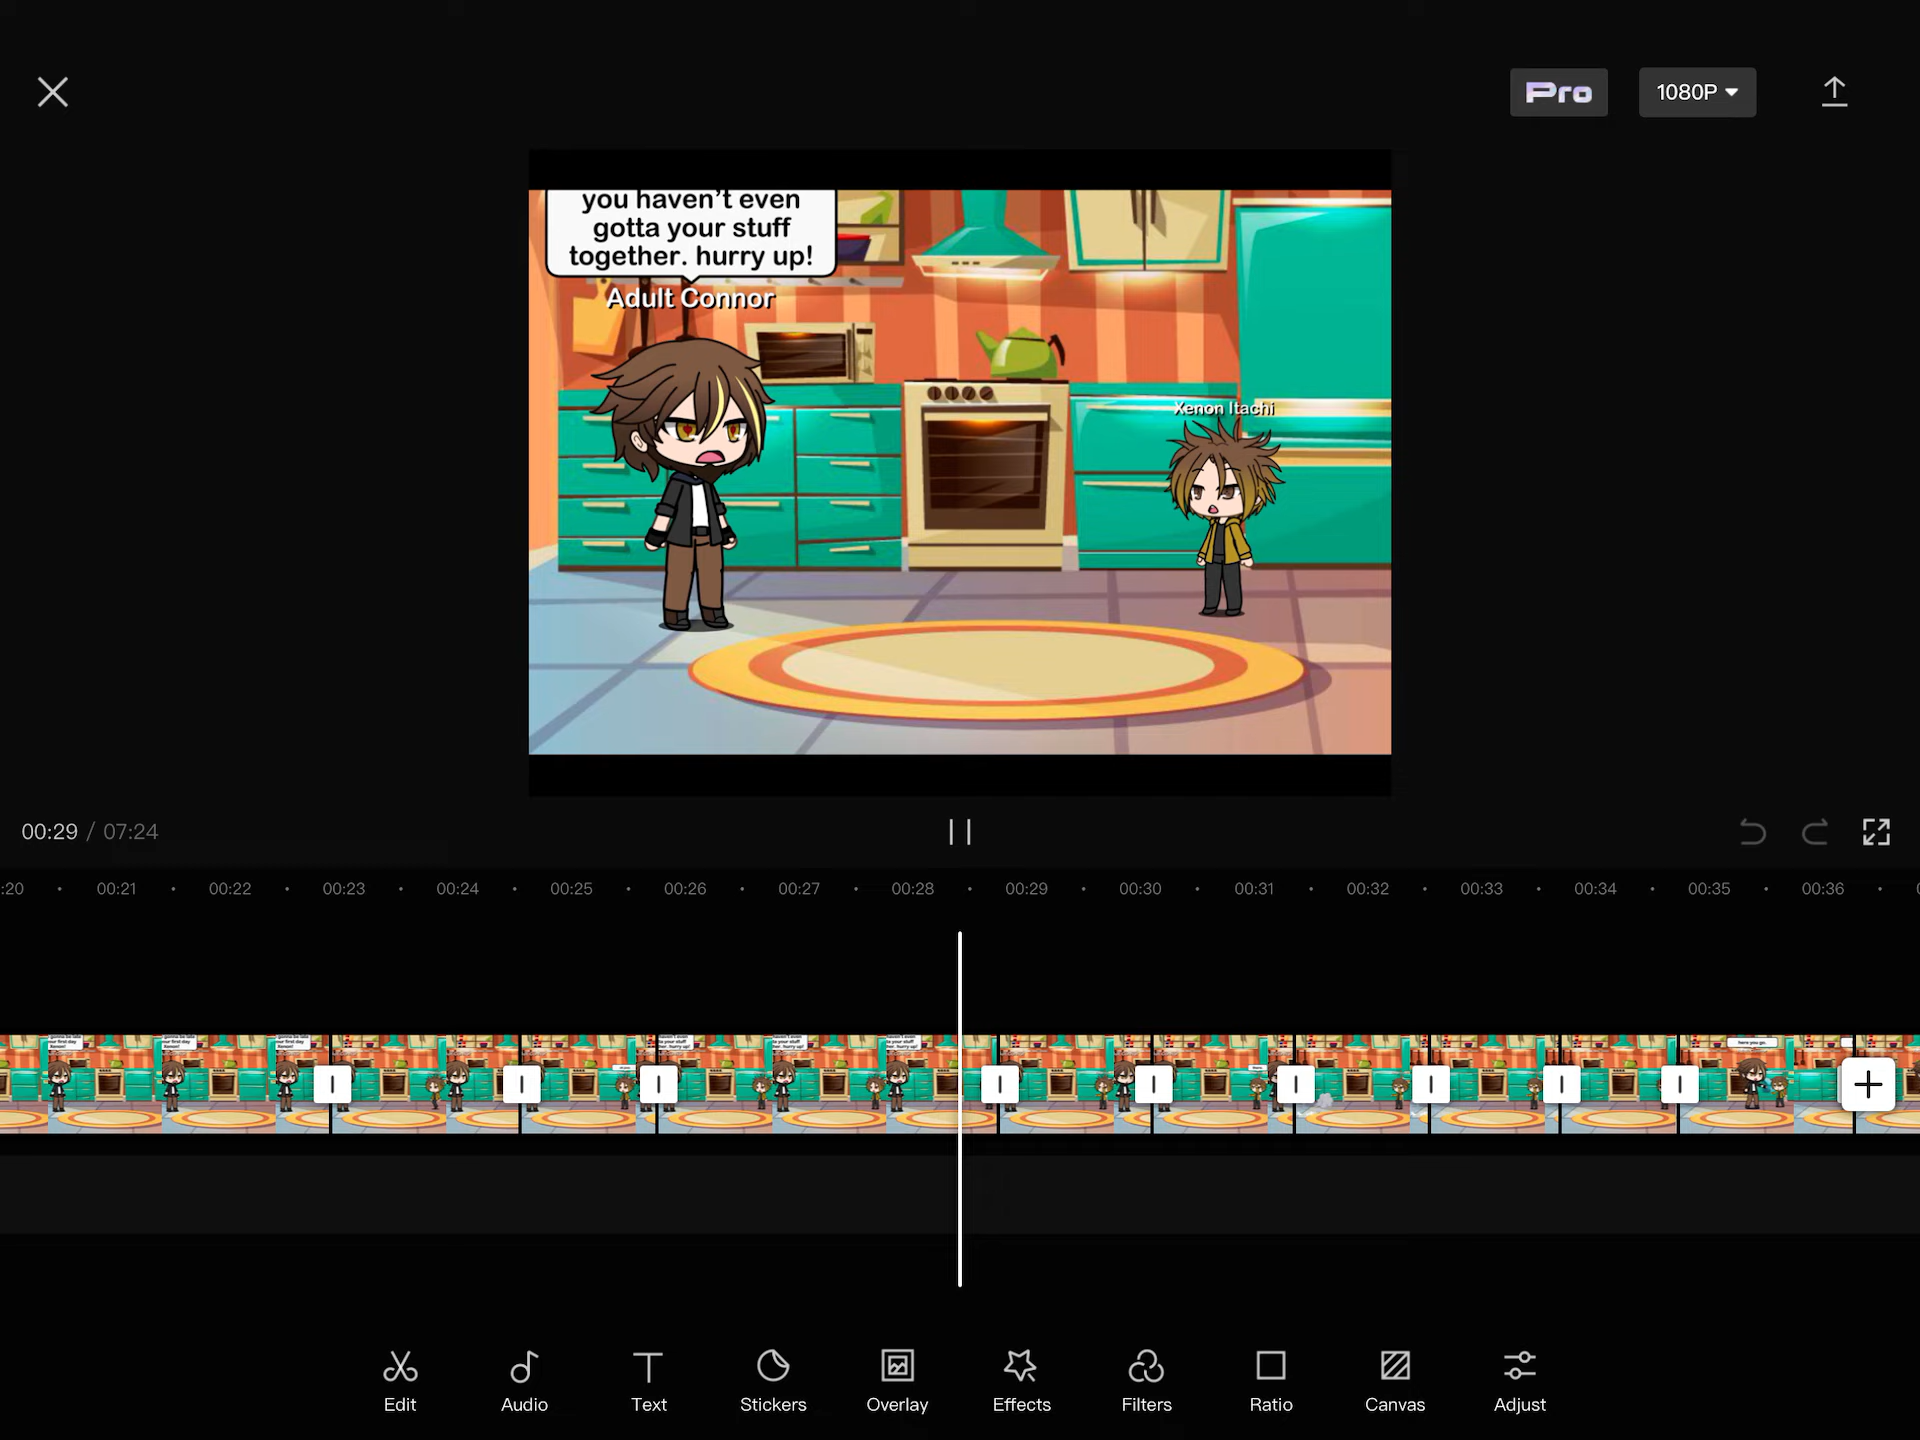 Pro
1080P
you haven't even
gotta your stuff
together. hurry up!
Adult Connor
Xenon Itachi
00:29 / 07:24
:20 00:21 00:22 00:23 00:24 00:25 00:26 00:27 00:28 00:29 00:30 00:31 00:32 00:33 00:34 00:35 00:36
here you go.
Edit Audio Text Stickers Overlay Effects Filters Ratio Canvas Adjust